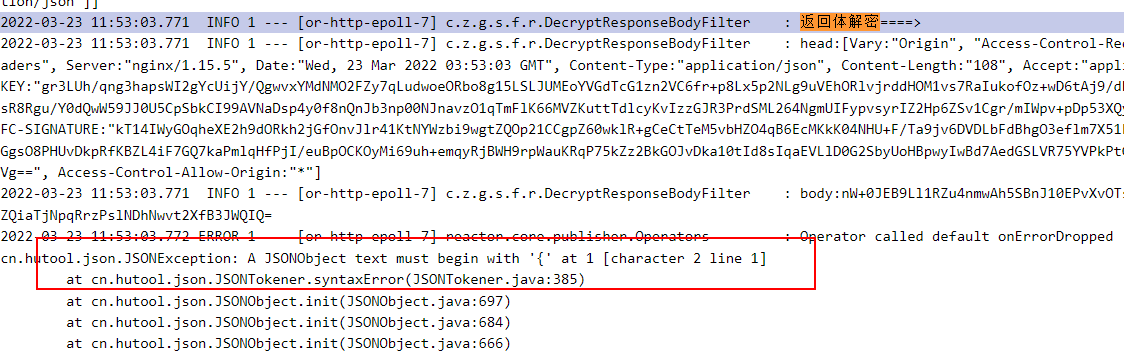 tion/json"]]
2022-03-23 11:53:03.771  INFO 1 --- [or-http-epoll-7] c.z.g.s.f.r.DecryptResponseBodyFilter    : 返回体解密====>
2022-03-23 11:53:03.771  INFO 1 --- [or-http-epoll-7] c.z.g.s.f.r.DecryptResponseBodyFilter    : head:[Vary:"Origin", "Access-Control-Req
aders", Server:"nginx/1.15.5", Date:"Wed, 23 Mar 2022 03:53:03 GMT", Content-Type:"application/json", Content-Length:"108", Accept:"appli
KEY:"gr3LUh/qng3hapsWI2gYcUijY/QgwvxYMdNMO2FZy7qLudwoeORbo8g15LSLJUMEoYVGdTcG1zn2VC6fr+p8Lx5p2NLg9uVEhORlvjrddHOM1vs7RaIukofOz+wD6tAj9/d
sR8Rgu/Y0dQwW59JJ0U5CpSbkCI99AVNaDsp4y0f8nQnJb3np00NJnavzO1qTmFlK66MVZKuttTdlcyKvIzzGJR3PrdSML264NgmUIFypvsyrIZ2Hp6ZSv1Cgr/mIWpv+pDp53XQy
FC-SIGNATURE:"kT14IWyGOqheXE2h9dORkh2jGfOnvJlr41KtNYWzbi9wgtZQOp21CCgpZ60wklR+gCeCtTeM5vbHZO4qB6EcMKkK04NHU+F/Ta9jv6DVDLbFdBhgO3eflm7X51
GgsO8PHUvDkpRfKBZL4iF7GQ7kaPmlqHfPjI/euBpOCKOyMi69uh+emqyRjBWH9rpWauKRqP75kZz2BkGOJvDka10tId8sIqaEVLlD0G2SbyUoHBpwyIwBd7AedGSLVR75YVPkPt
Vg==", Access-Control-Allow-Origin:"*"]
2022-03-23 11:53:03.771  INFO 1 --- [or-http-epoll-7] c.z.g.s.f.r.DecryptResponseBodyFilter    : body:nW+0JEB9Ll1RZu4nmwAh5SBnJ10EPvXvOT
ZQiaTjNpqRrzPslNDhNwvt2XfB3JWQIQ=
2022-03-23 11:53:03.772 ERROR 1 --- [or-http-epoll-7] reactor.core.publisher.Operators         : Operator called default onErrorDropped
cn.hutool.json.JSONException: A JSONObject text must begin with '{' at 1 [character 2 line 1]
at cn.hutool.json.JSONTokener.syntaxError(JSONTokener.java:385)
at cn.hutool.json.JSONObject.init(JSONObject.java:697)
at cn.hutool.json.JSONObject.init(JSONObject.java:684)
at cn.hutool.json.JSONObject.init(JSONObject.java:666)